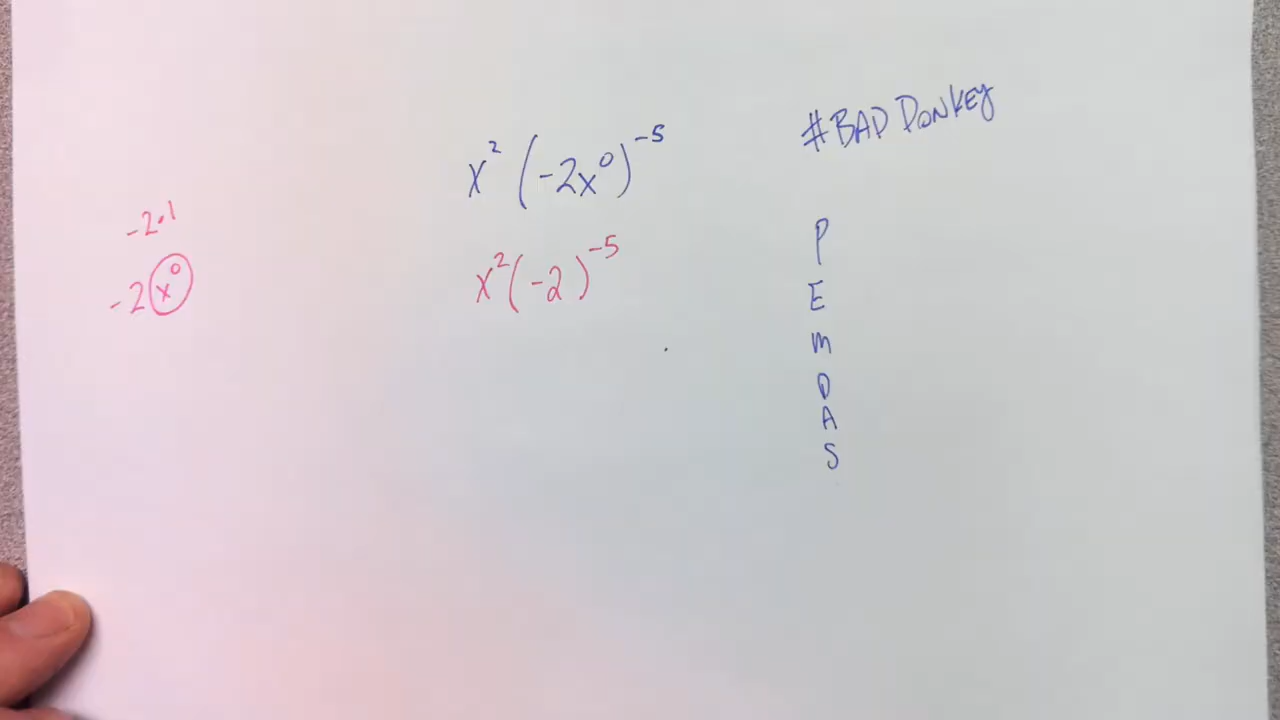 #BAD DONKEY
x²(-2x⁰)⁻⁵
-2·1
-2x⁰
x²(-2)⁻⁵
P
E
M
D
A
S